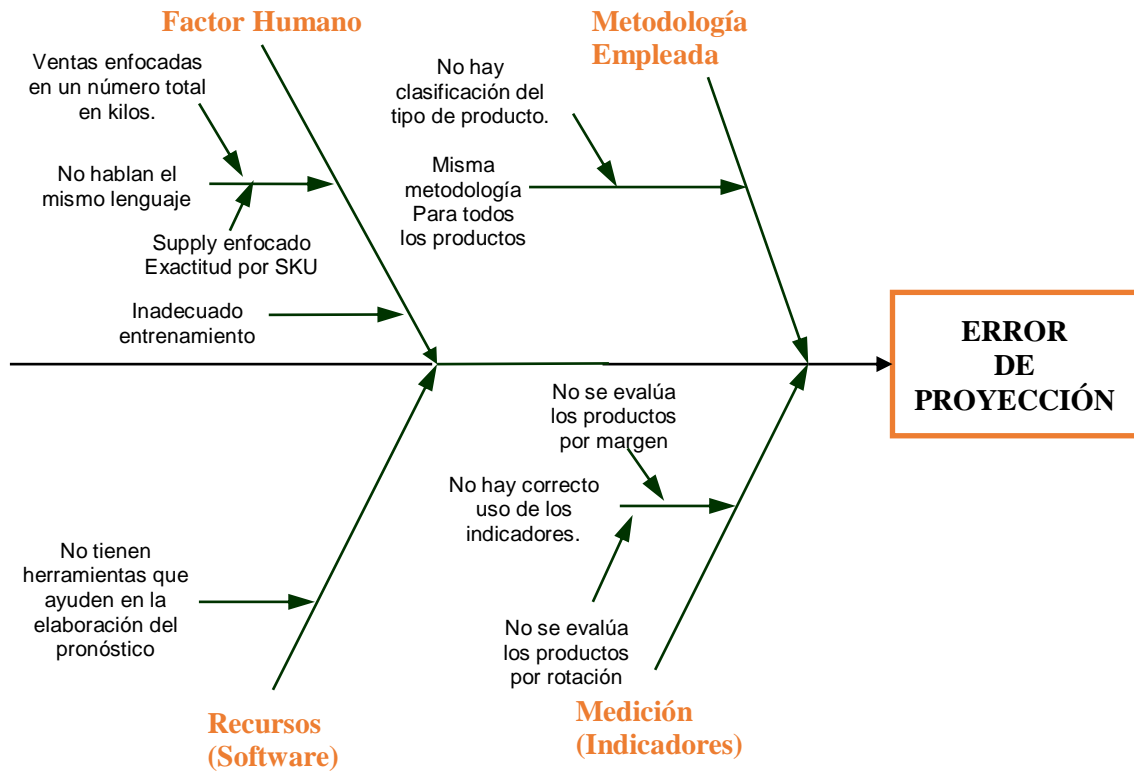 Factor Humano
Metodología
Empleada
Ventas enfocadas
en un número total
en kilos.
No hay
clasificación del
tipo de producto.
No hablan el
mismo lenguaje
Misma
metodología
Para todos
los productos
Supply enfocado
Exactitud por SKU
Inadecuado
entrenamiento
ERROR
DE
PROYECCIÓN
No se evalúa
los productos
por margen
No hay correcto
uso de los
indicadores.
No tienen
herramientas que
ayuden en la
elaboración del
pronóstico
No se evalúa
los productos
por rotación
Recursos
(Software)
Medición
(Indicadores)